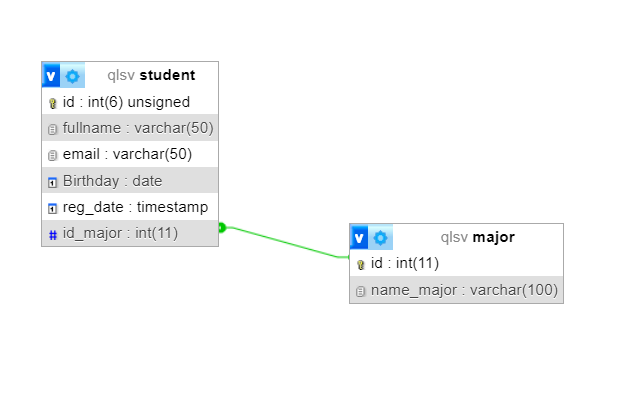 v qlsv student
id : int(6) unsigned
fullname : varchar(50)
email : varchar(50)
Birthday : date
reg_date : timestamp
# id_major : int(11)
v qlsv major
id : int(11)
name_major : varchar(100)